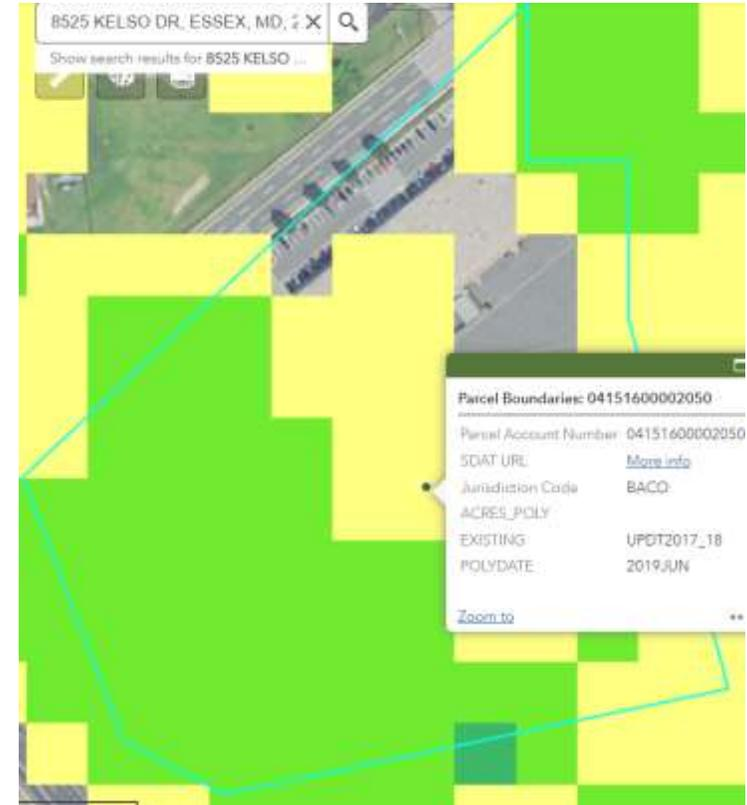 8525 KELSO DR, ESSEX, MD,
Show search results for 8525 KELSO ...
Parcel Boundaries: 04151600002050
Parcel Account Number 04151600002050
SDAT URL More info
Jurisdiction Code BACO
ACRES_POLY
EXISTING UPDT2017_18
POLYDATE 2019JUN
Zoom to